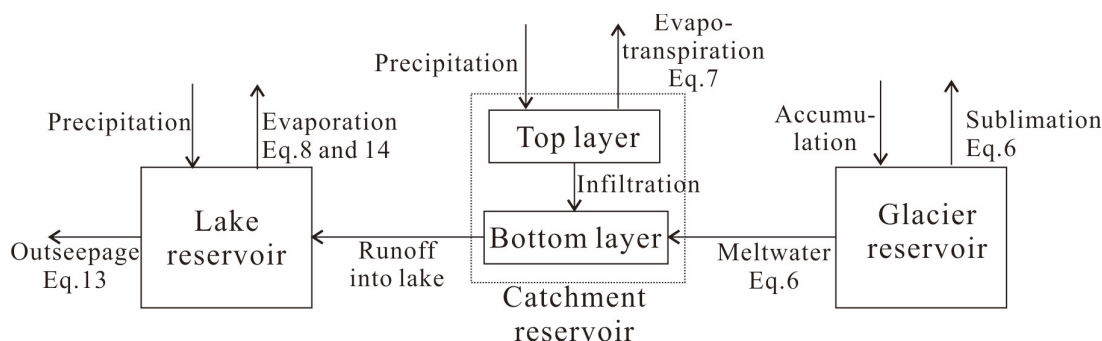 Precipitation
Evaporation
Eq.8 and 14
Lake
reservoir
Outseepage
Eq.13
Runoff
into lake
Precipitation
Evapo-
transpiration
Eq.7
Top layer
Infiltration
Bottom layer
Catchment
reservoir
Meltwater
Eq.6
Accumu-
lation
Sublimation
Eq.6
Glacier
reservoir